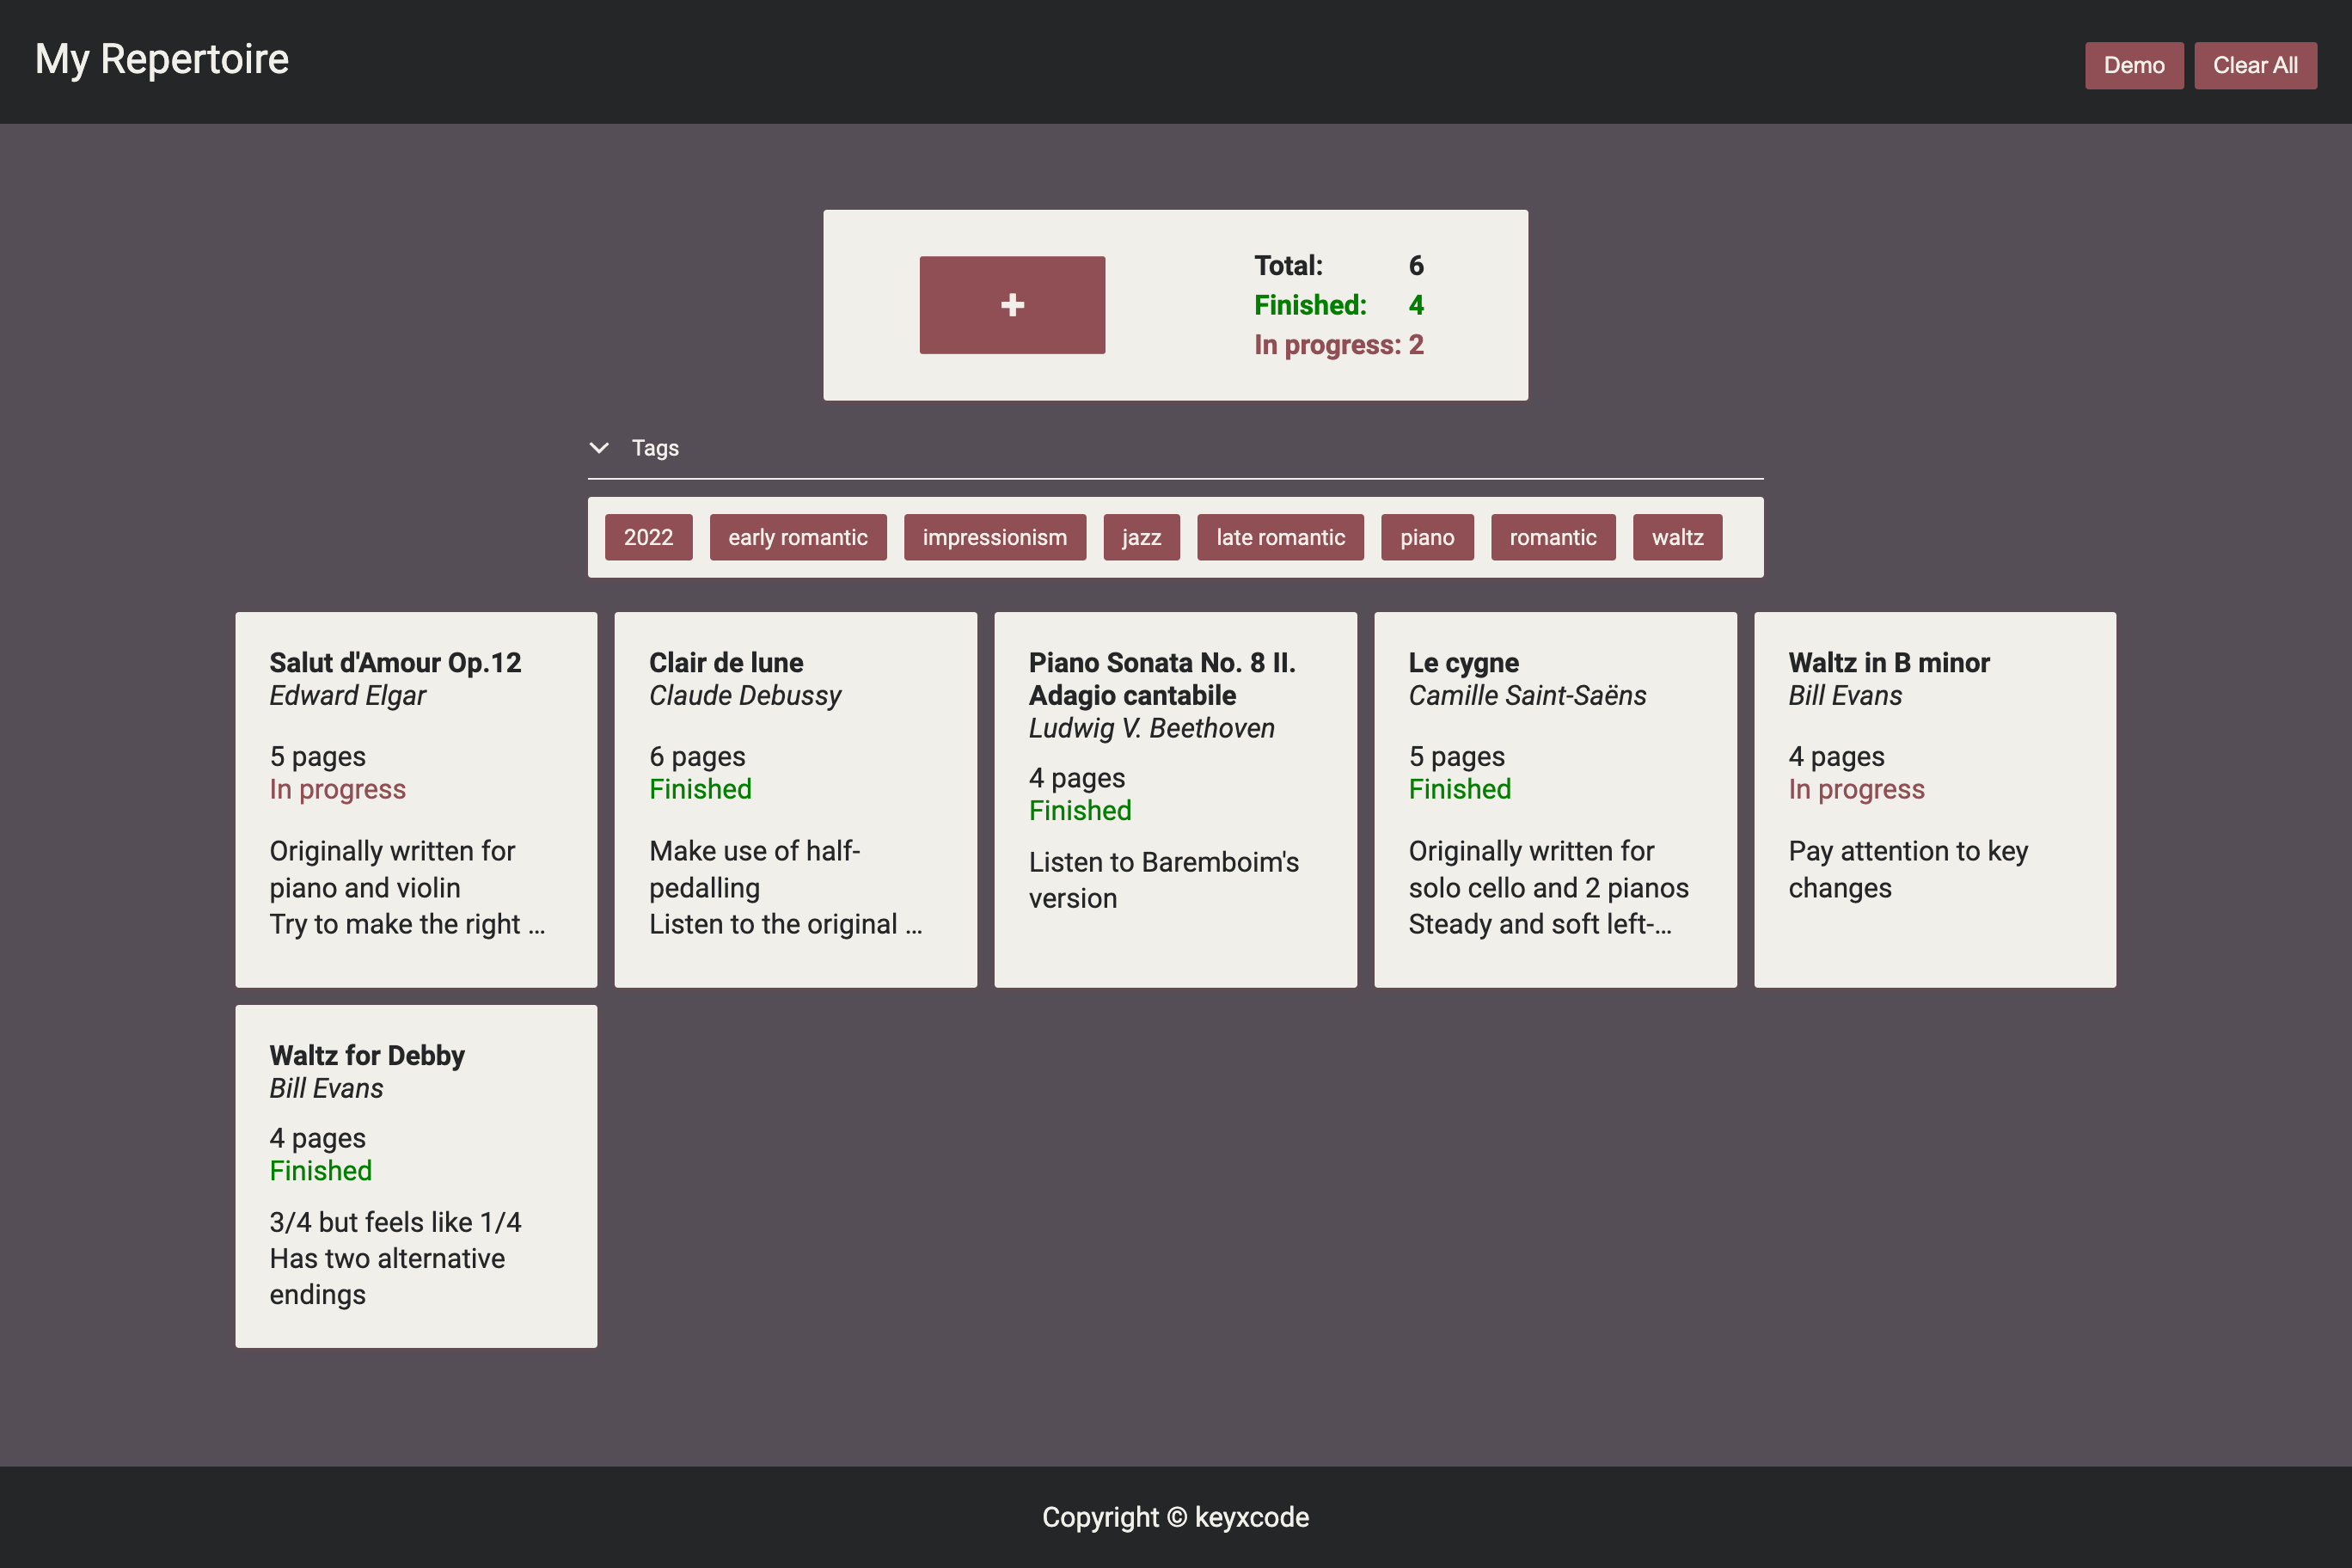 My Repertoire
Demo
Clear All
+
Total: 6
Finished: 4
In progress: 2
Tags
2022
early romantic
impressionism
jazz
late romantic
piano
romantic
waltz
Salut d'Amour Op.12
Edward Elgar
5 pages
In progress
Originally written for
piano and violin
Try to make the right ...
Clair de lune
Claude Debussy
6 pages
Finished
Make use of half-
pedalling
Listen to the original ...
Piano Sonata No. 8 II.
Adagio cantabile
Ludwig V. Beethoven
4 pages
Finished
Listen to Baremboim's
version
Le cygne
Camille Saint-Saëns
5 pages
Finished
Originally written for
solo cello and 2 pianos
Steady and soft left-...
Waltz in B minor
Bill Evans
4 pages
In progress
Pay attention to key
changes
Waltz for Debby
Bill Evans
4 pages
Finished
3/4 but feels like 1/4
Has two alternative
endings
Copyright © keyxcode